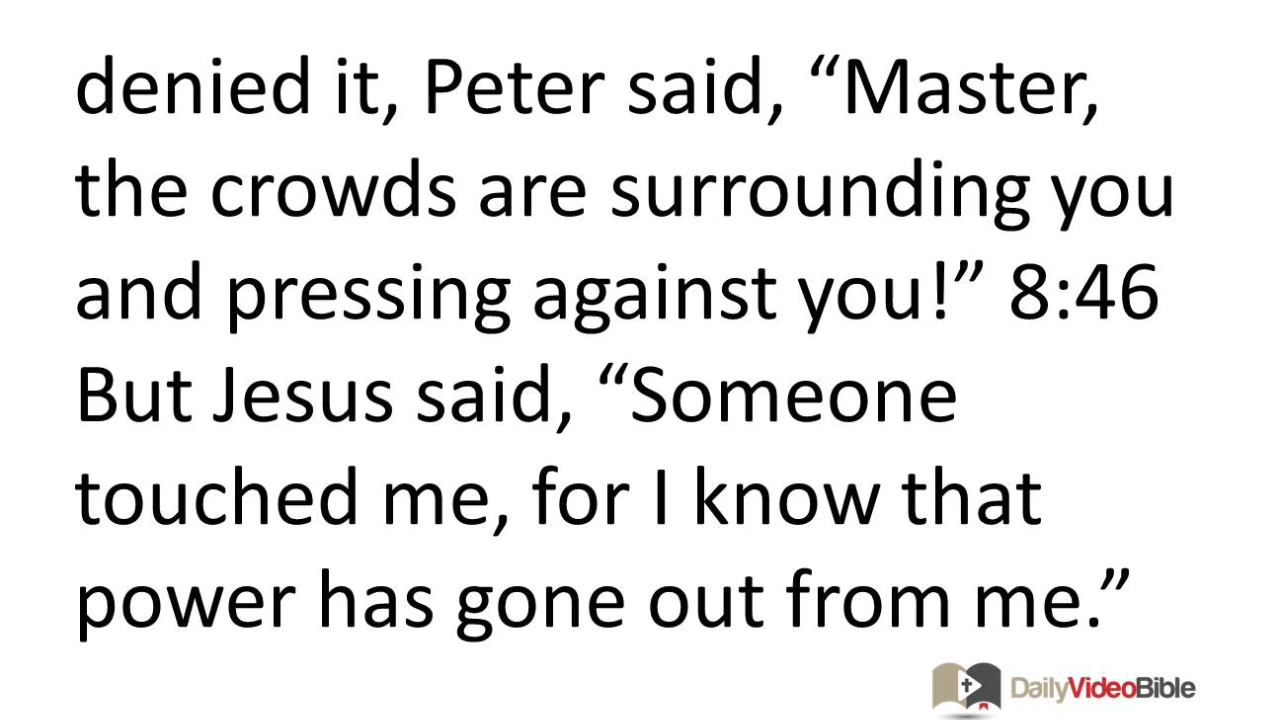 denied it, Peter said, “Master,
the crowds are surrounding you
and pressing against you!” 8:46
But Jesus said, “Someone
touched me, for I know that
power has gone out from me.”
DailyVideoBible